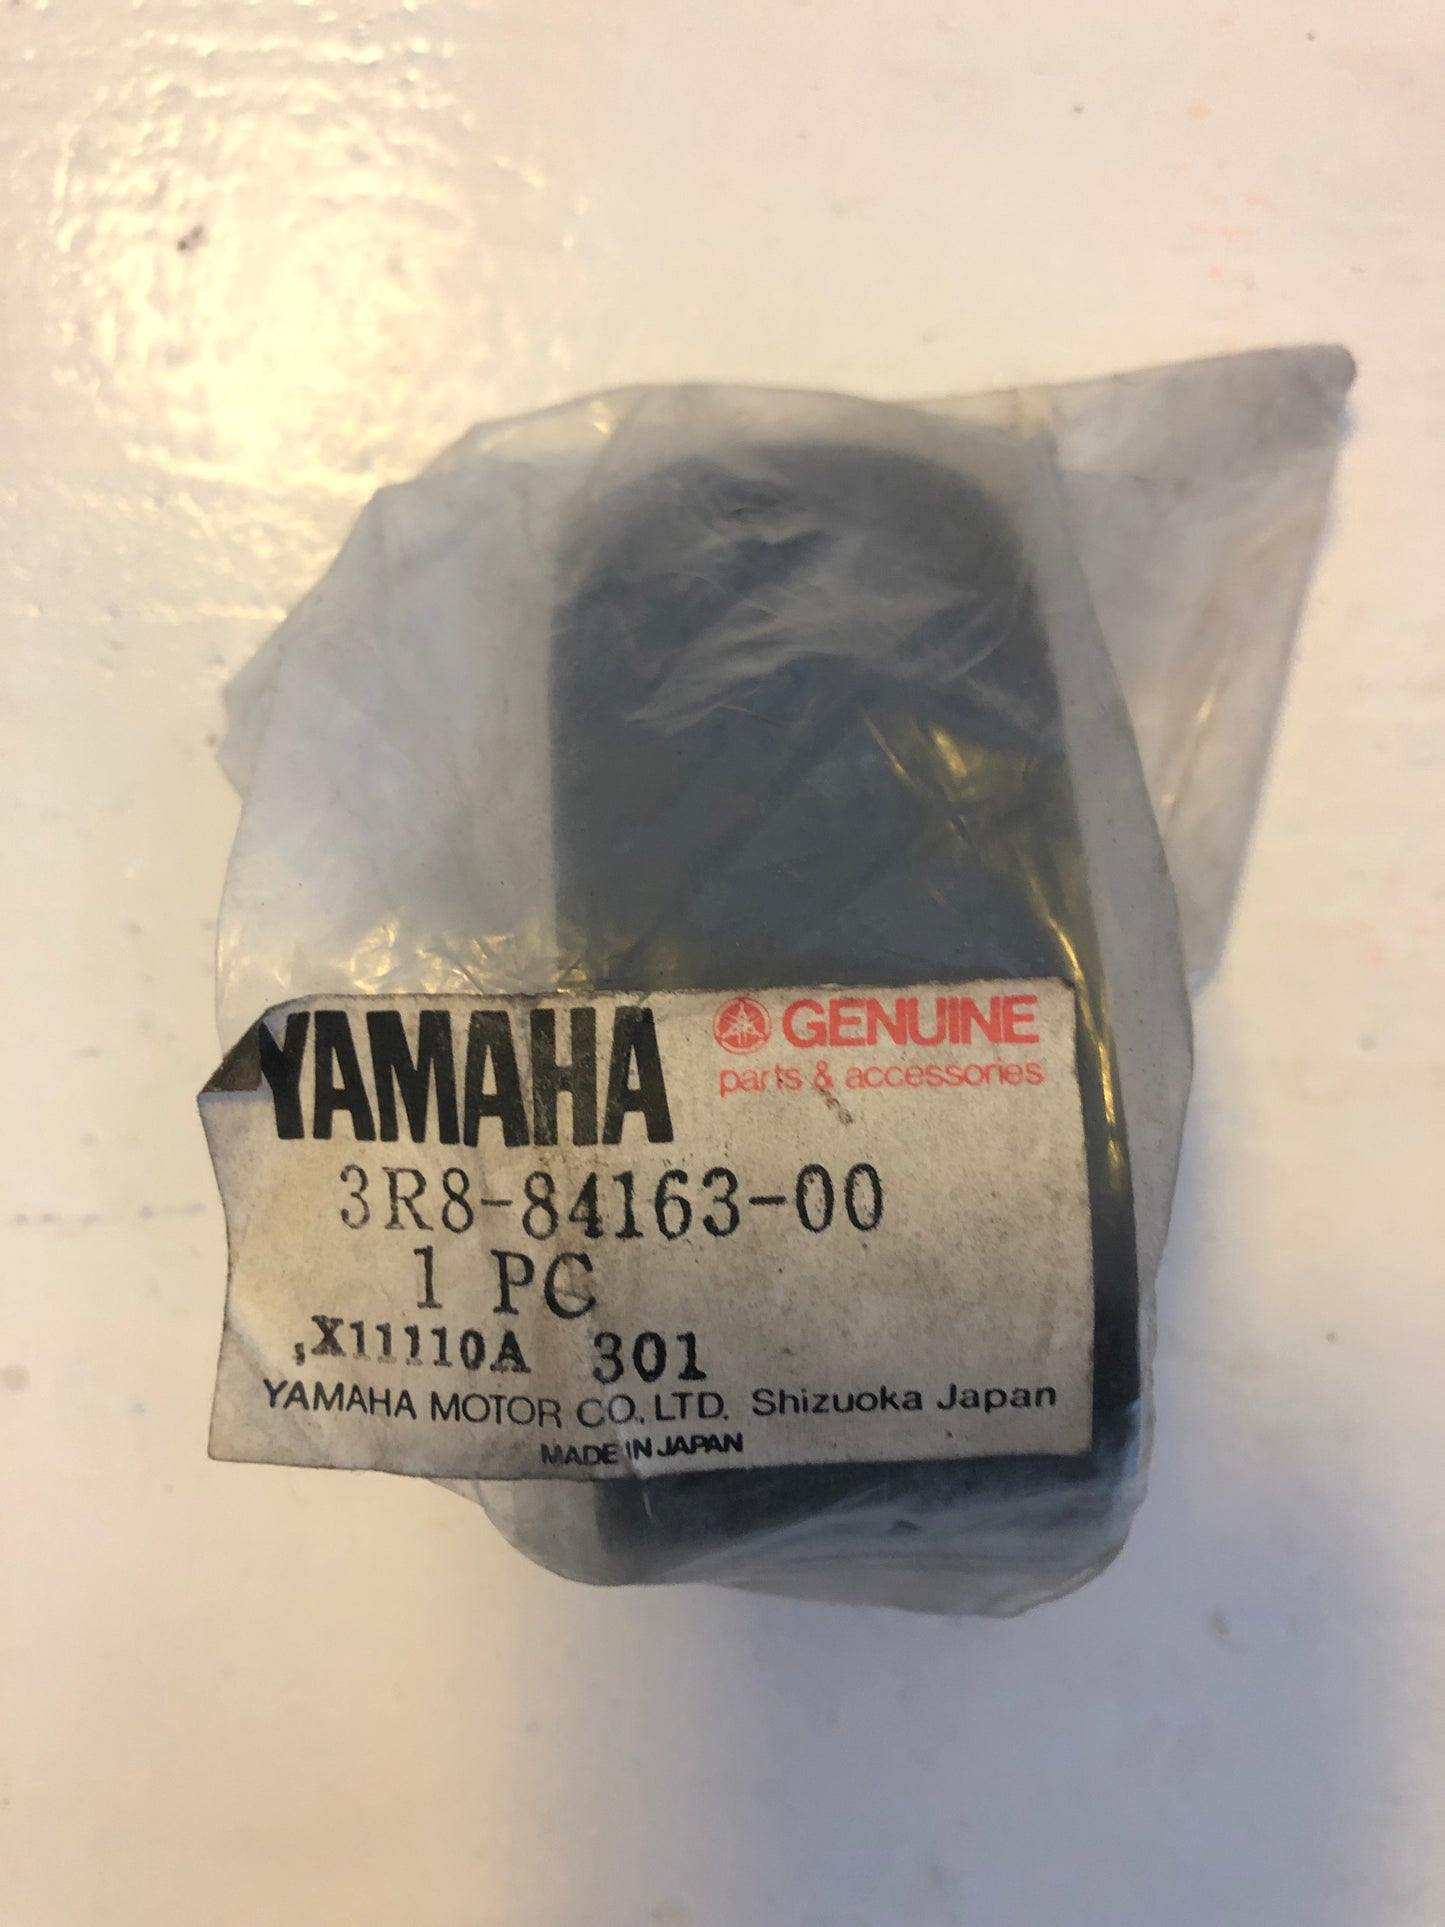 YAMAHA GENUINE
parts & accessories
3R8-84163-00
1 PC
,X11110A 301
YAMAHA MOTOR CO., LTD. Shizuoka Japan
MADE IN JAPAN